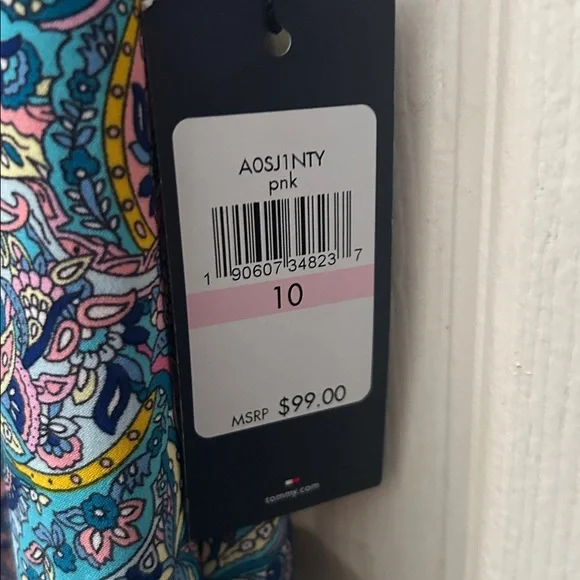 A0SJ1NTY
pnk
1 90607 34823 7
10
MSRP $99.00
tommy.com